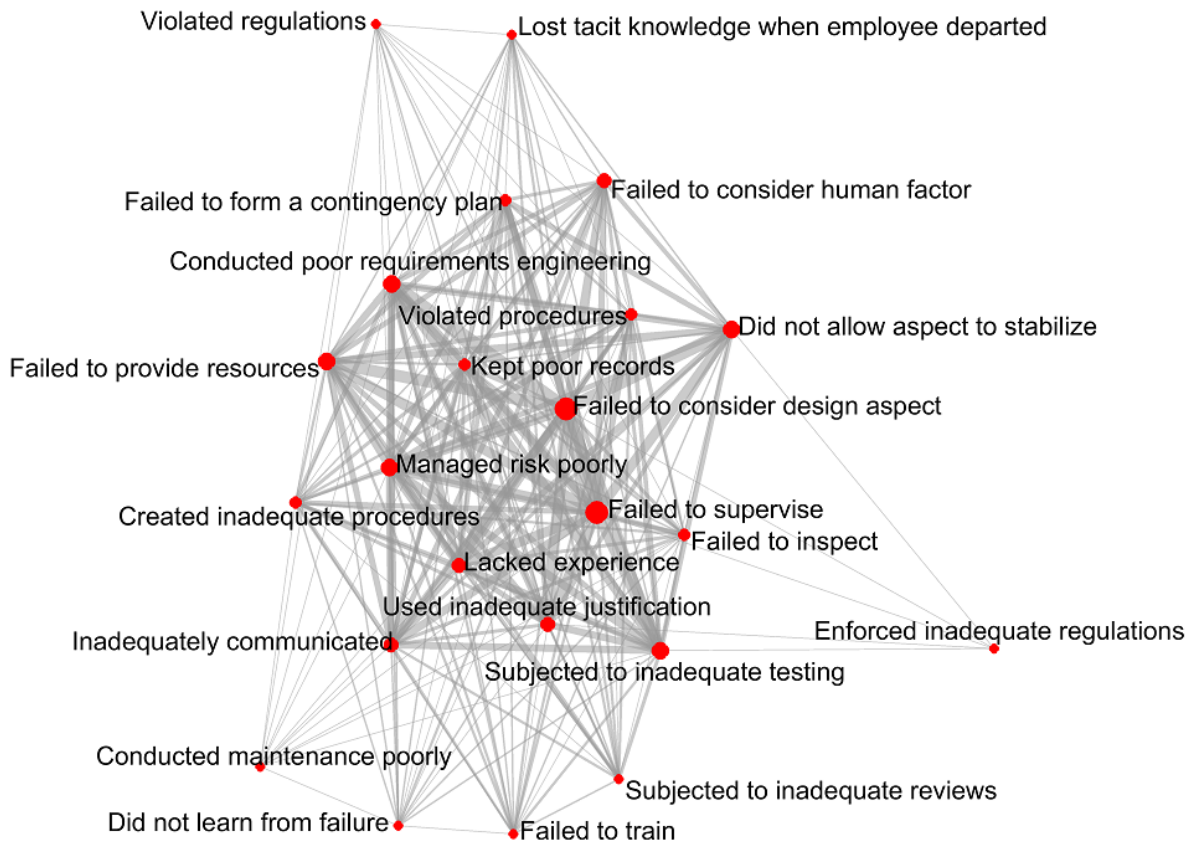 Violated regulations
Lost tacit knowledge when employee departed
Failed to consider human factor
Failed to form a contingency plan
Conducted poor requirements engineering
Violated procedures
Did not allow aspect to stabilize
Failed to provide resources
Kept poor records
Failed to consider design aspect
Managed risk poorly
Created inadequate procedures
Failed to supervise
Failed to inspect
Lacked experience
Used inadequate justification
Inadequately communicated
Enforced inadequate regulations
Subjected to inadequate testing
Conducted maintenance poorly
Subjected to inadequate reviews
Did not learn from failure
Failed to train